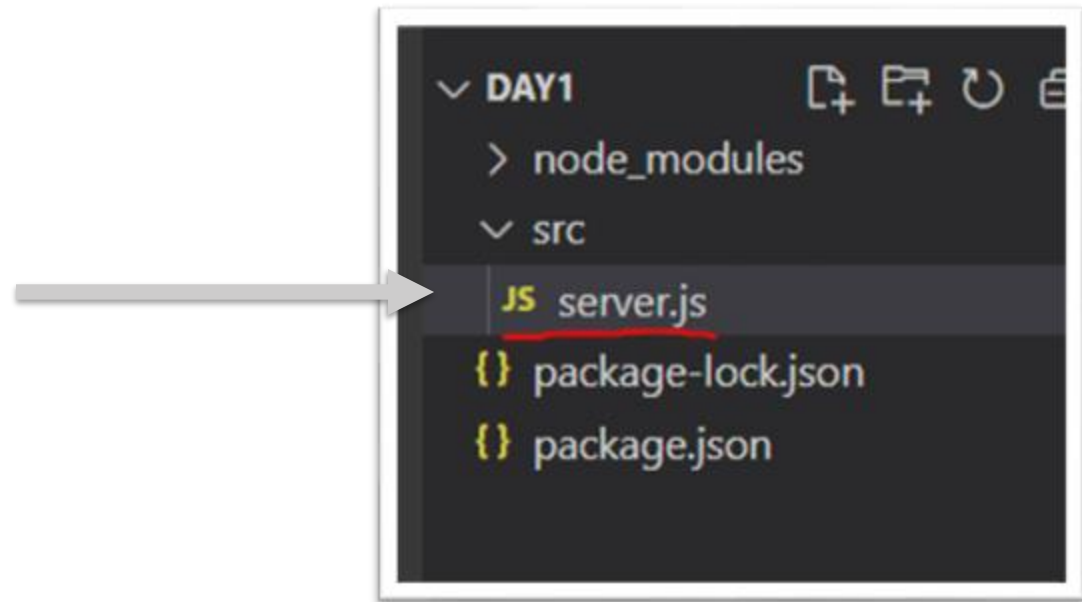 DAY1
node_modules
src
JS server.js
{} package-lock.json
{} package.json